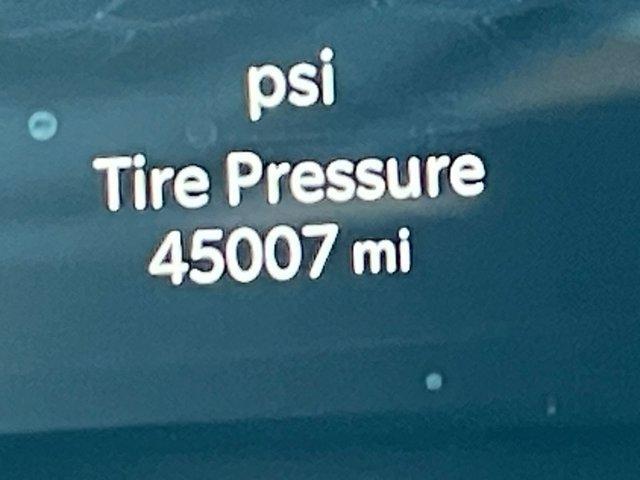 psi
Tire Pressure
45007 mi